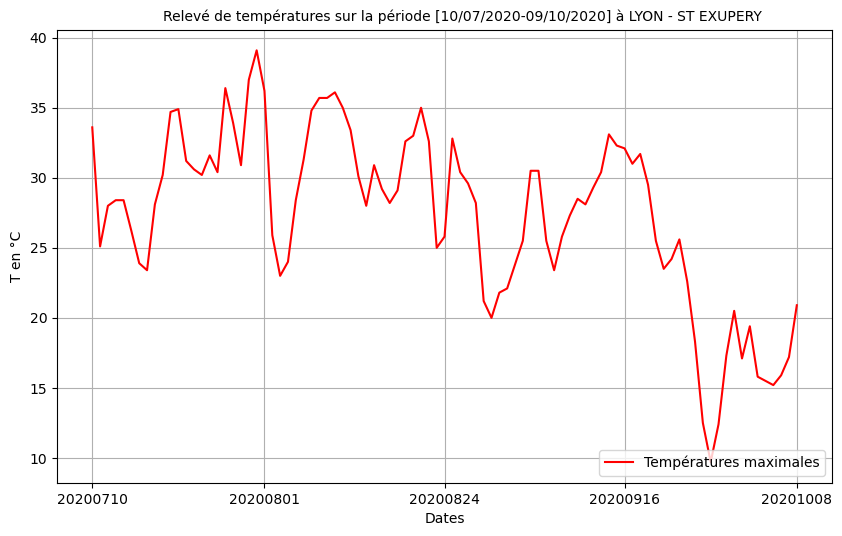 Relevé de températures sur la période [10/07/2020-09/10/2020] à LYON - ST EXUPERY
40
35
30
25
20
15
10
T en °C
Températures maximales
20200710 20200801 20200824 20200916 20201008
Dates